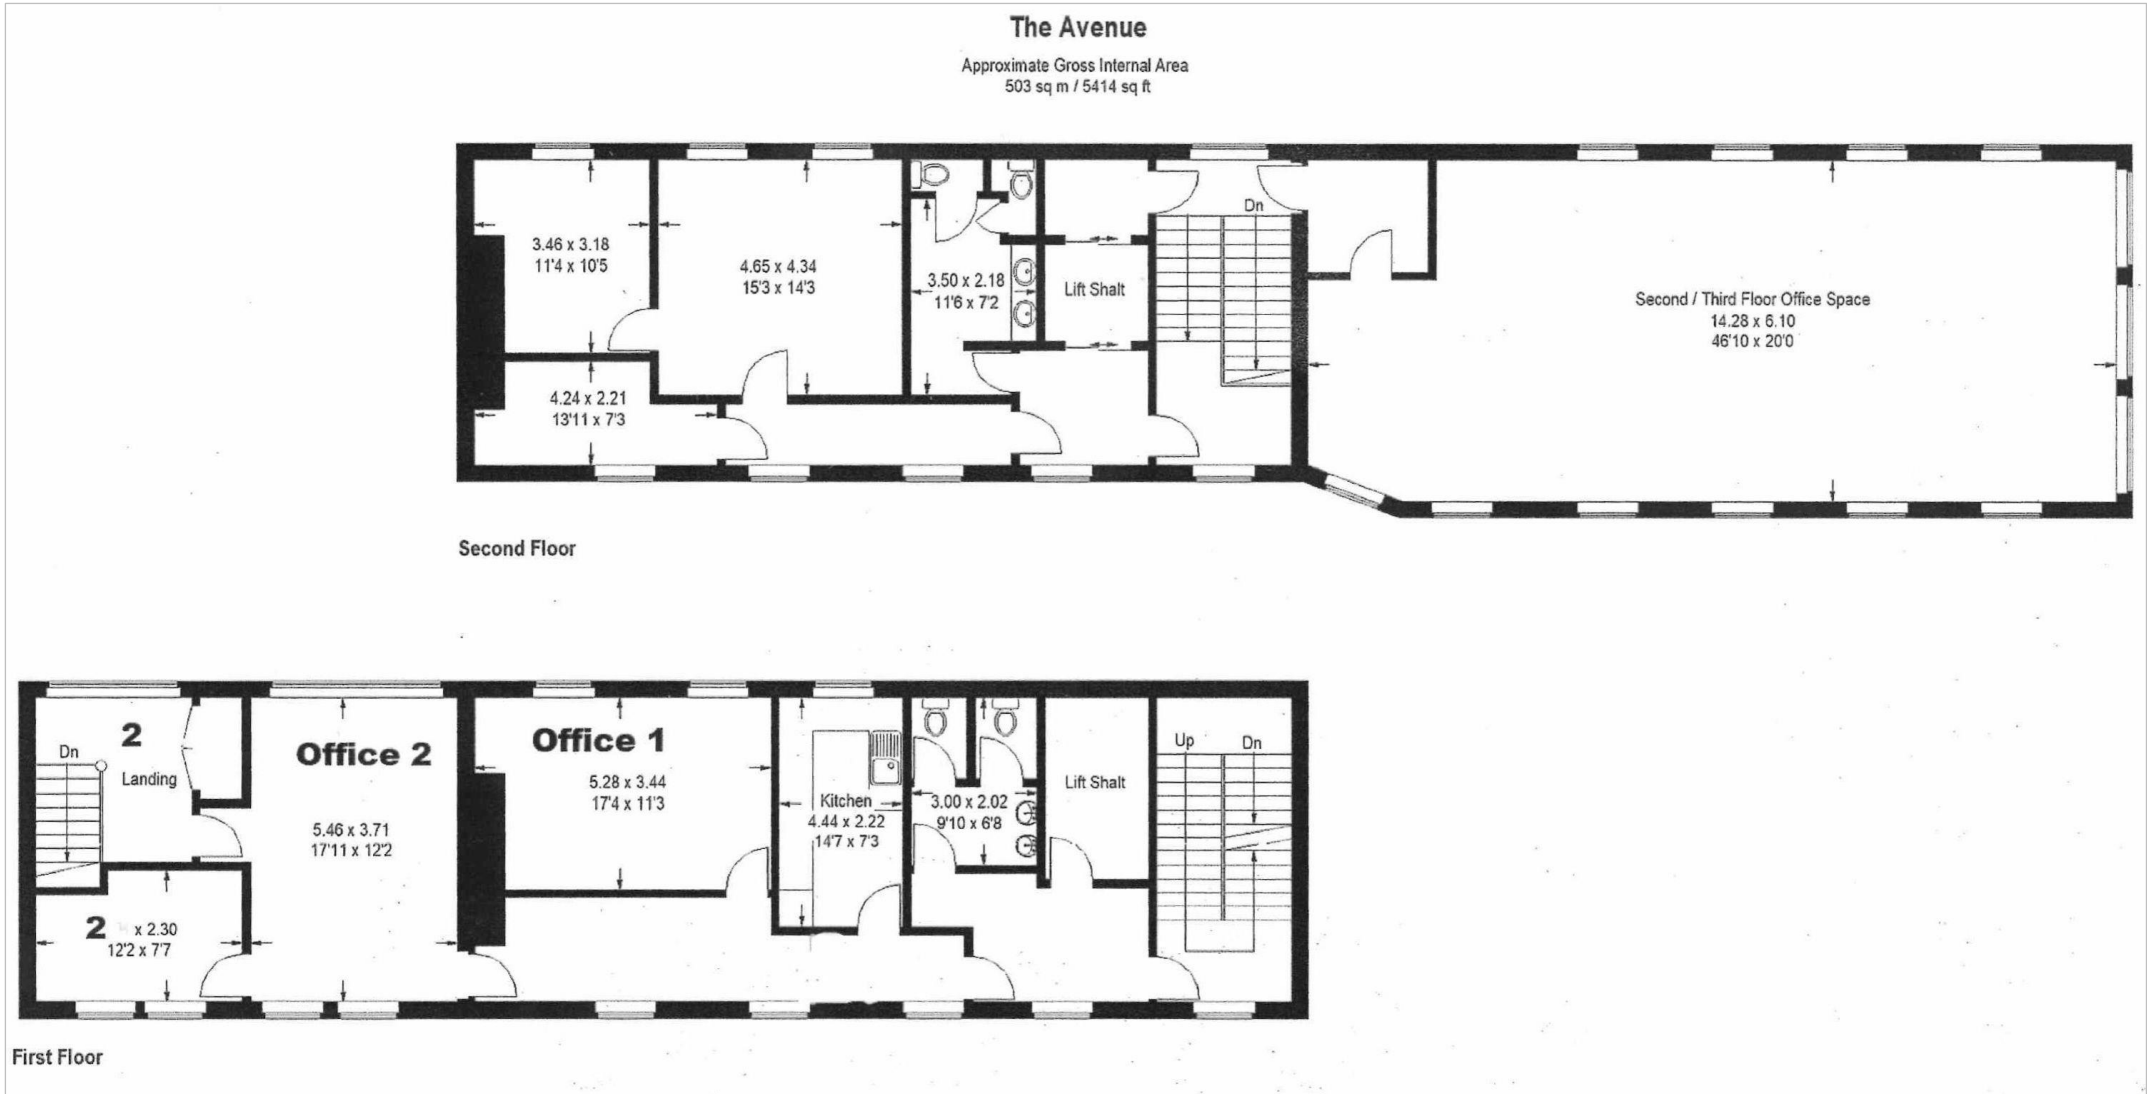 The Avenue
Approximate Gross Internal Area
503 sq m / 5414 sq ft
3.46 x 3.18
11'4 x 10'5
4.65 x 4.34
15'3 x 14'3
3.50 x 2.18
11'6 x 7'2
Lift Shalt
Dn
Second / Third Floor Office Space
14.28 x 6.10
46'10 x 20'0
4.24 x 2.21
13'11 x 7'3
Second Floor
2
Dn
Landing
Office 2
5.46 x 3.71
17'11 x 12'2
Office 1
5.28 x 3.44
17'4 x 11'3
Kitchen
4.44 x 2.22
14'7 x 7'3
3.00 x 2.02
9'10 x 6'8
Lift Shalt
Up
Dn
2
x 2.30
12'2 x 7'7
First Floor